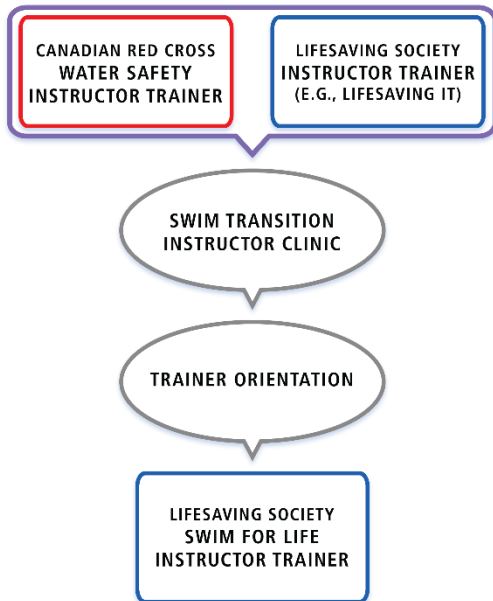 CANADIAN RED CROSS
WATER SAFETY
INSTRUCTOR TRAINER
LIFESAVING SOCIETY
INSTRUCTOR TRAINER
(E.G., LIFESAVING IT)
SWIM TRANSITION
INSTRUCTOR CLINIC
TRAINER ORIENTATION
LIFESAVING SOCIETY
SWIM FOR LIFE
INSTRUCTOR TRAINER